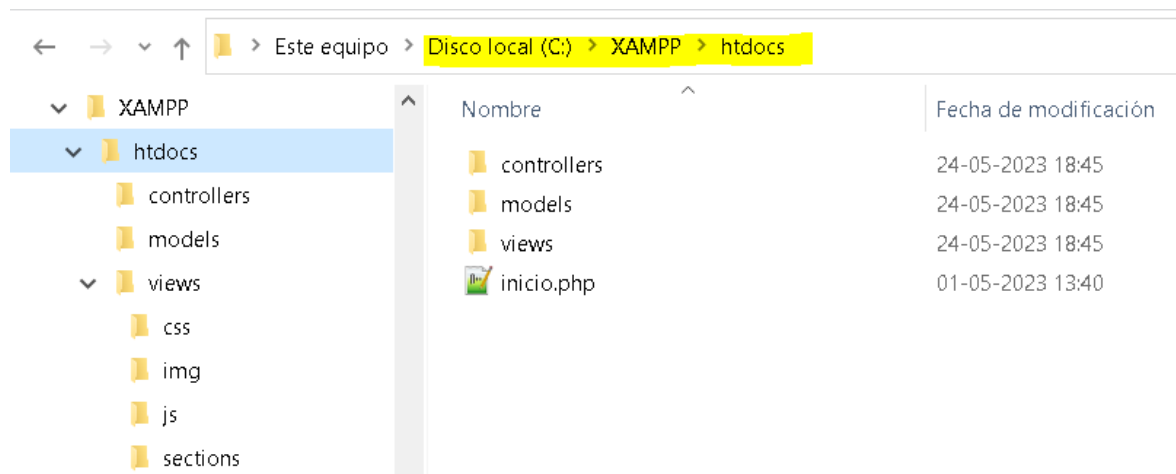 Este equipo > Disco local (C:) > XAMPP > htdocs
XAMPP
htdocs
controllers
models
views
css
img
js
sections
Nombre
Fecha de modificación
controllers
24-05-2023 18:45
models
24-05-2023 18:45
views
24-05-2023 18:45
inicio.php
01-05-2023 13:40